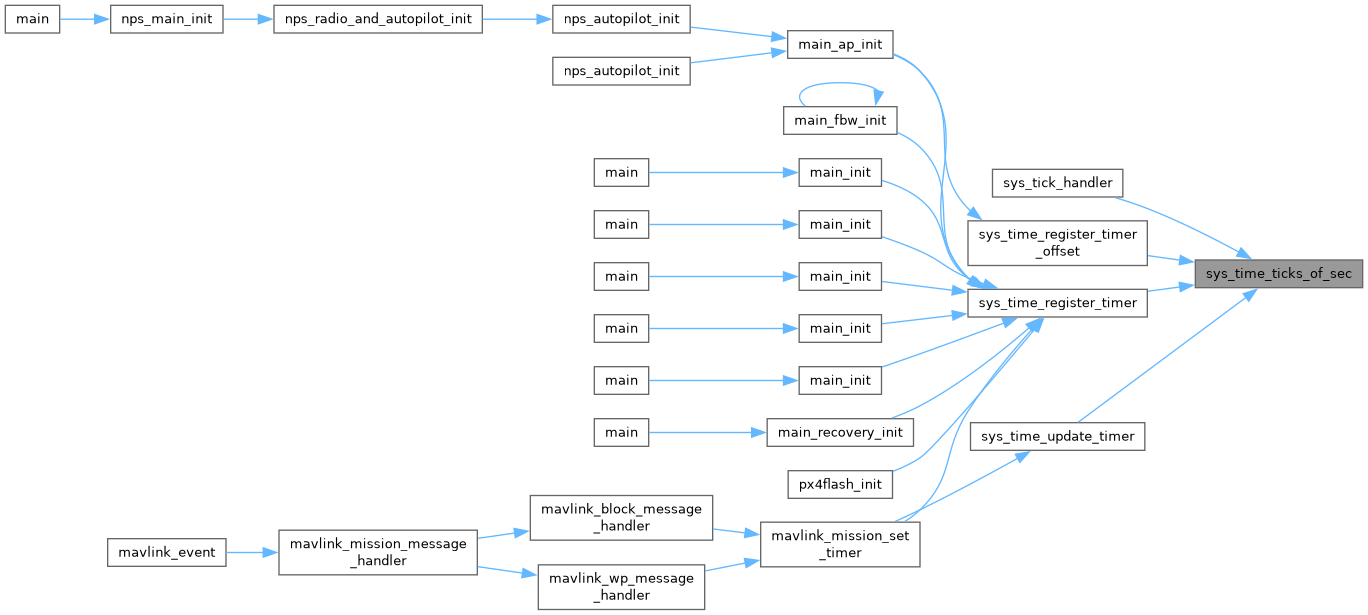 main
nps_main_init
nps_radio_and_autopilot_init
nps_autopilot_init
main_ap_init
nps_autopilot_init
main_fbw_init
main
main_init
sys_tick_handler
main
main_init
sys_time_register_timer
_offset
main
main_init
sys_time_ticks_of_sec
sys_time_register_timer
main
main_init
main
main_init
main
main_recovery_init
sys_time_update_timer
px4flash_init
mavlink_block_message
_handler
mavlink_mission_set
_timer
mavlink_event
mavlink_mission_message
_handler
mavlink_wp_message
_handler